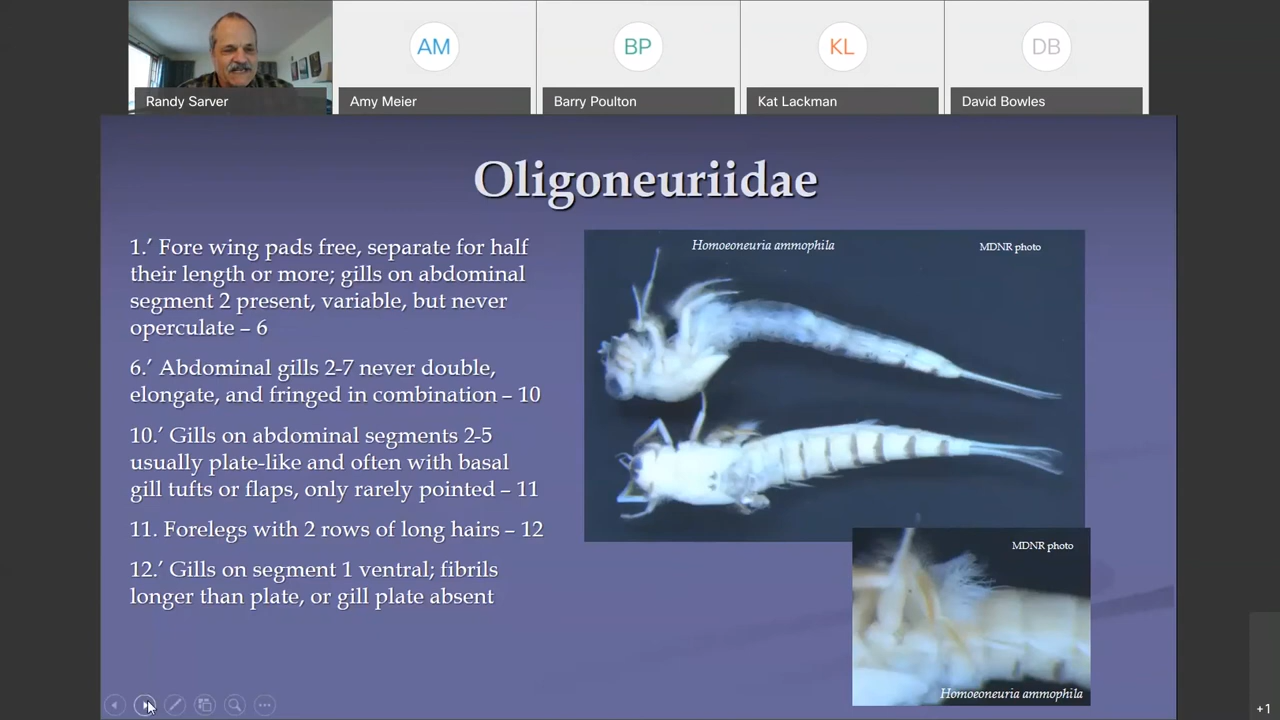 AM
BP
KL
DB
Randy Sarver
Amy Meier
Barry Poulton
Kat Lackman
David Bowles
Oligoneuriidae
1.′ Fore wing pads free, separate for half
their length or more; gills on abdominal
segment 2 present, variable, but never
operculate – 6
6.′ Abdominal gills 2-7 never double,
elongate, and fringed in combination – 10
10.′ Gills on abdominal segments 2-5
usually plate-like and often with basal
gill tufts or flaps, only rarely pointed – 11
11. Forelegs with 2 rows of long hairs – 12
12.′ Gills on segment 1 ventral; fibrils
longer than plate, or gill plate absent
Homoeoneuria ammophila
MDNR photo
MDNR photo
Homoeoneuria ammophila
+1